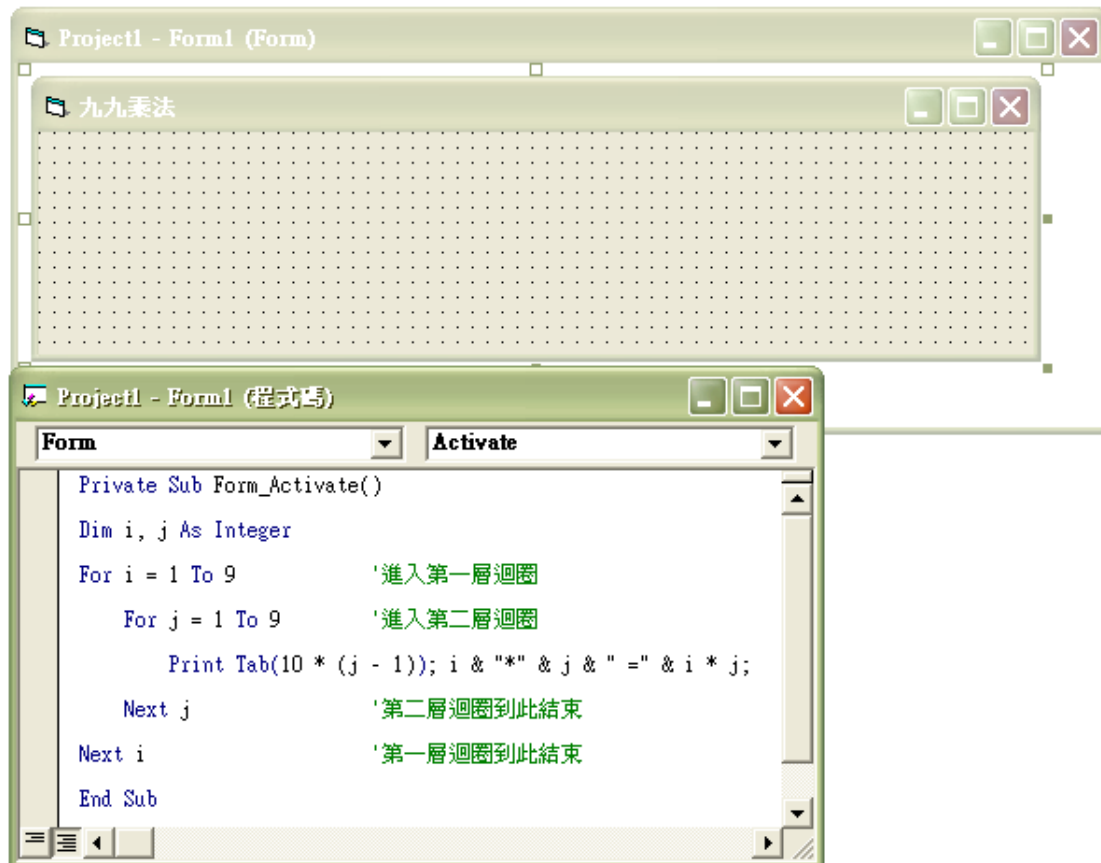 Project1 - Form1 (Form)
九九乘法
Project1 - Form1 (程式碼)
Form Activate
Private Sub Form_Activate()
Dim i, j As Integer
For i = 1 To 9 '進入第一層迴圈
For j = 1 To 9 '進入第二層迴圈
Print Tab(10 * (j - 1)); i & "*" & j & " =" & i * j;
Next j '第二層迴圈到此結束
Next i '第一層迴圈到此結束
End Sub